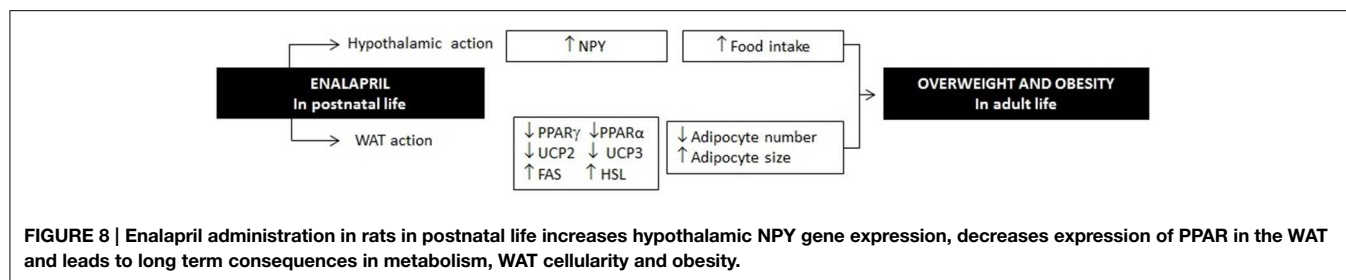 Hypothalamic action
↑ NPY
↑ Food intake
ENALAPRIL
In postnatal life
OVERWEIGHT AND OBESITY
In adult life
WAT action
↓ PPARγ ↓PPARα
↓ UCP2 ↓ UCP3
↑ FAS ↑ HSL
↓ Adipocyte number
↑ Adipocyte size
FIGURE 8 | Enalapril administration in rats in postnatal life increases hypothalamic NPY gene expression, decreases expression of PPAR in the WAT
and leads to long term consequences in metabolism, WAT cellularity and obesity.